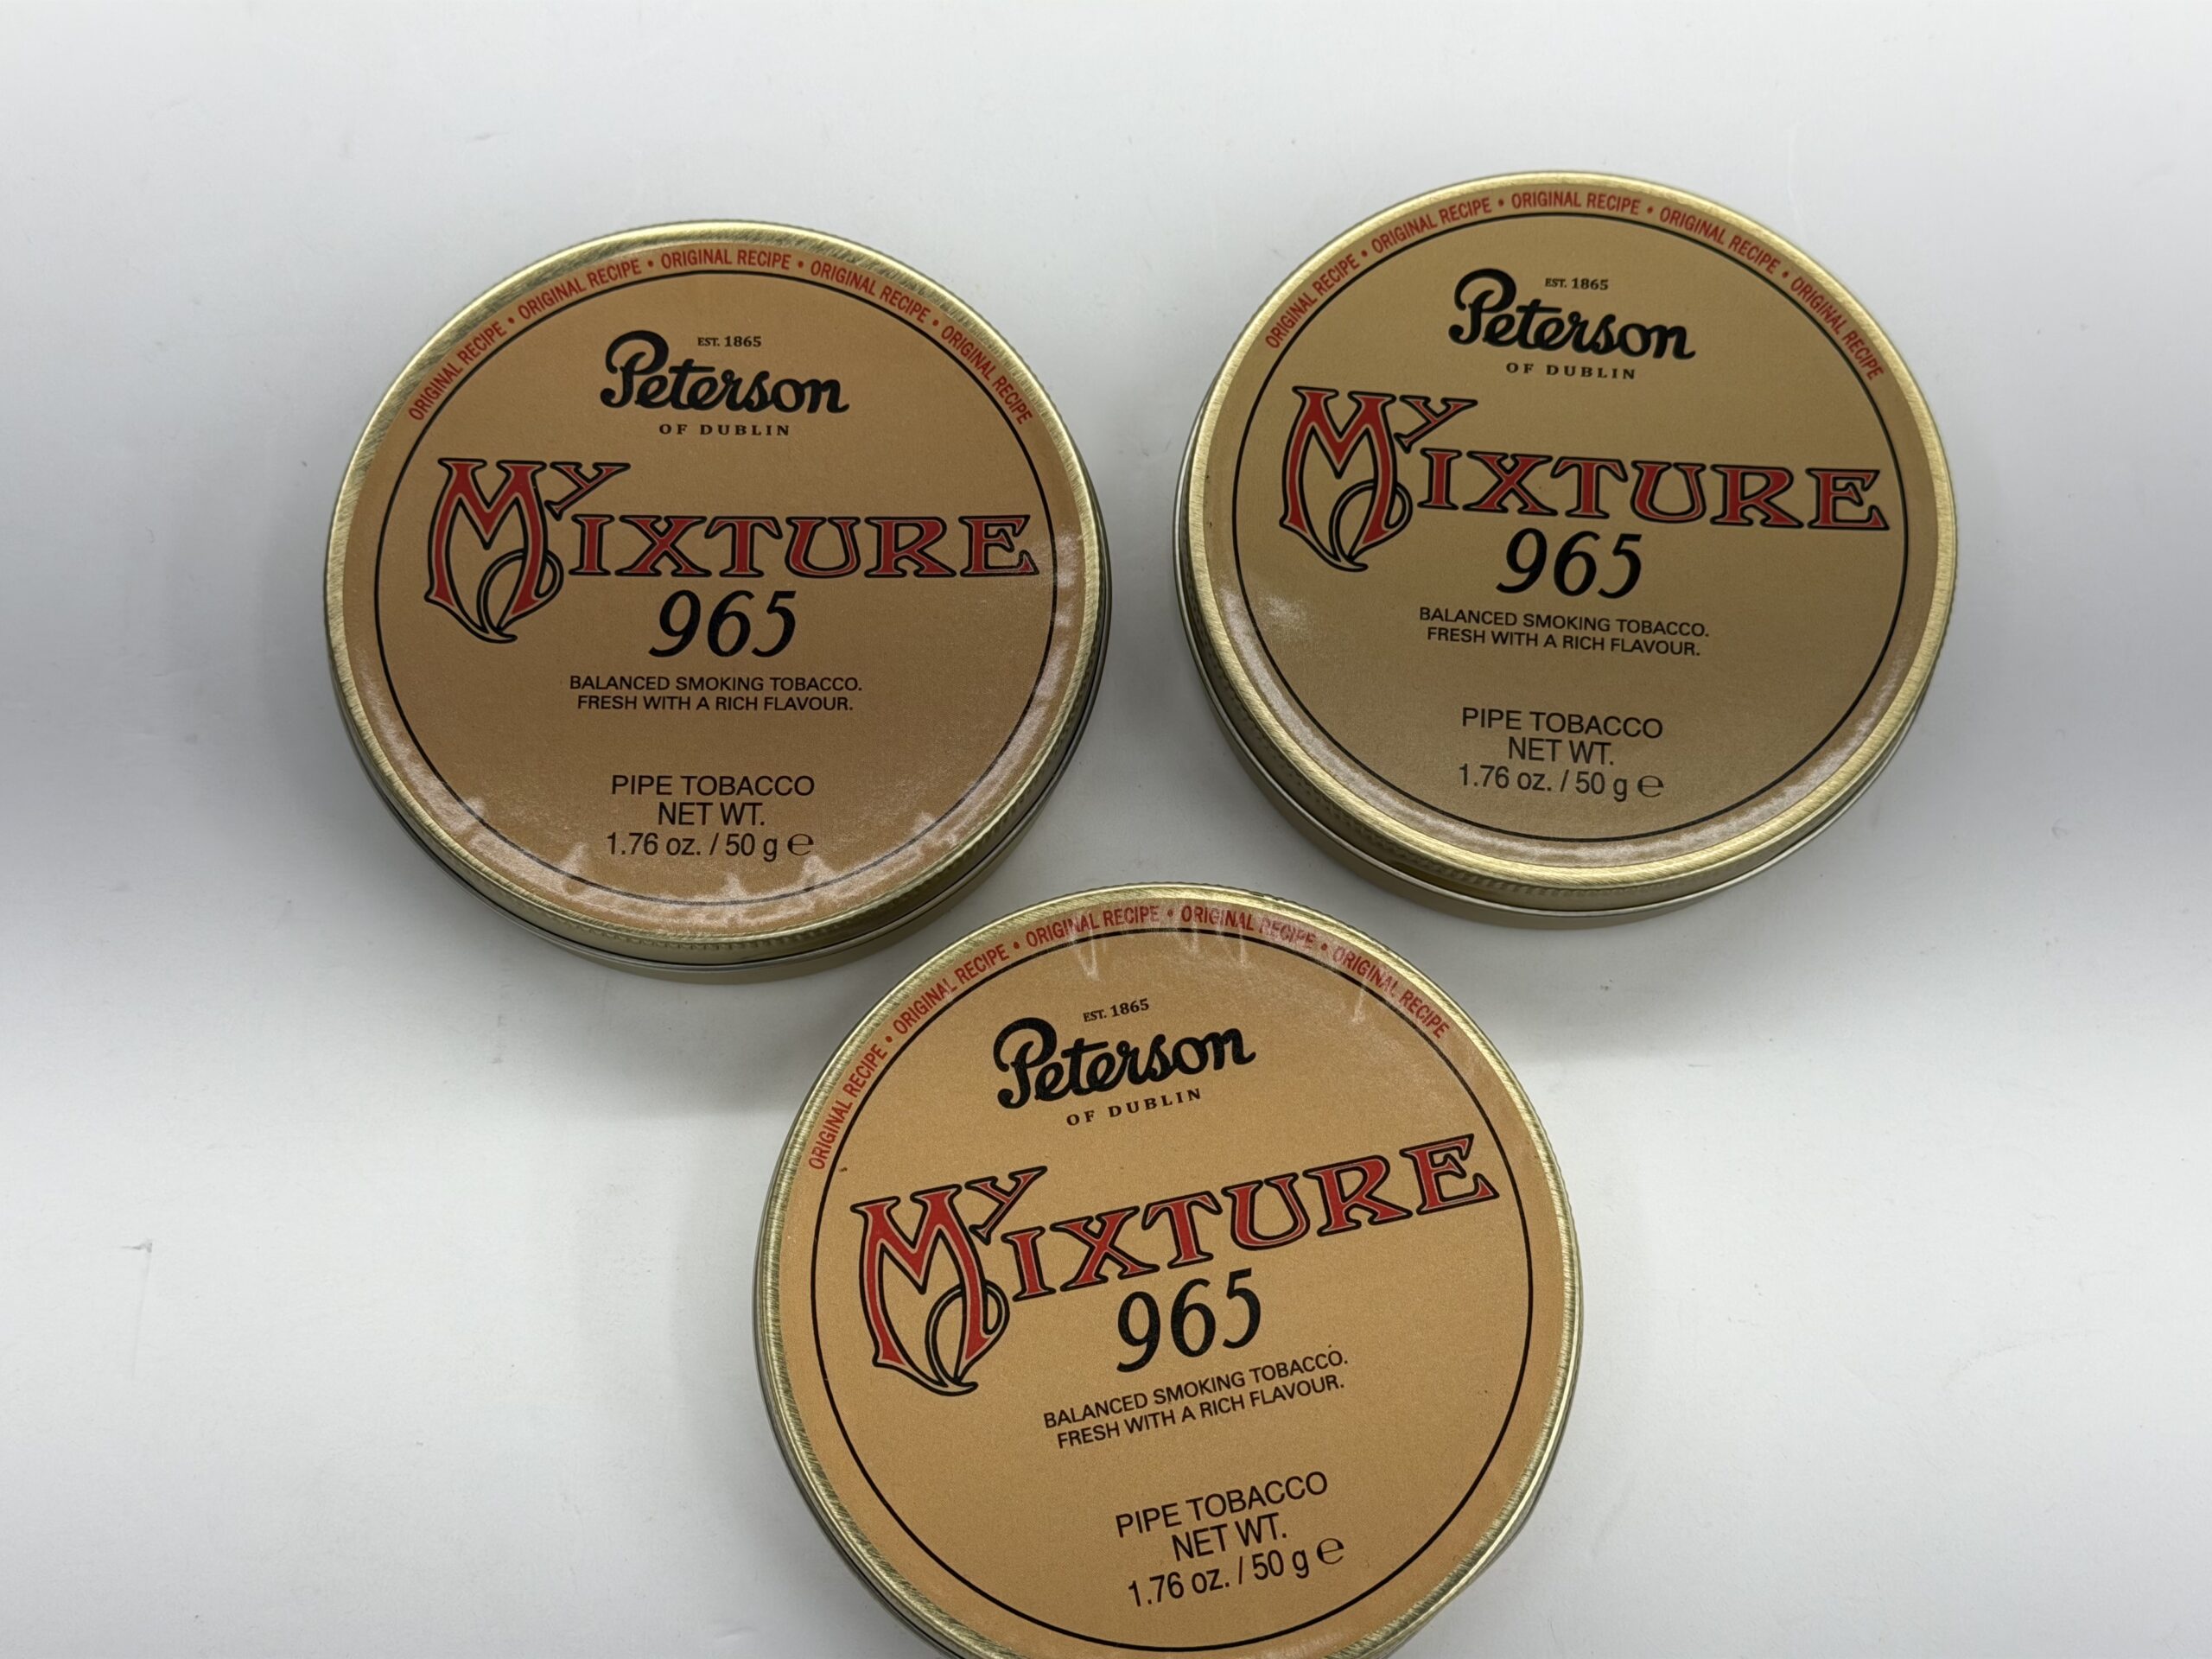 ORIGINAL RECIPE • ORIGINAL RECIPE • ORIGINAL RECIPE • ORIGINAL RECIPE • ORIGINAL RECIPE
EST. 1865
Peterson
OF DUBLIN
MY MIXTURE
965
BALANCED SMOKING TOBACCO.
FRESH WITH A RICH FLAVOUR.
PIPE TOBACCO
NET WT.
1.76 oz. / 50 g ℮
ORIGINAL RECIPE • ORIGINAL RECIPE • ORIGINAL RECIPE • ORIGINAL RECIPE • ORIGINAL RECIPE
EST. 1865
Peterson
OF DUBLIN
MY MIXTURE
965
BALANCED SMOKING TOBACCO.
FRESH WITH A RICH FLAVOUR.
PIPE TOBACCO
NET WT.
1.76 oz. / 50 g ℮
ORIGINAL RECIPE • ORIGINAL RECIPE • ORIGINAL RECIPE • ORIGINAL RECIPE • ORIGINAL RECIPE
EST. 1865
Peterson
OF DUBLIN
MY MIXTURE
965
BALANCED SMOKING TOBACCO.
FRESH WITH A RICH FLAVOUR.
PIPE TOBACCO
NET WT.
1.76 oz. / 50 g ℮